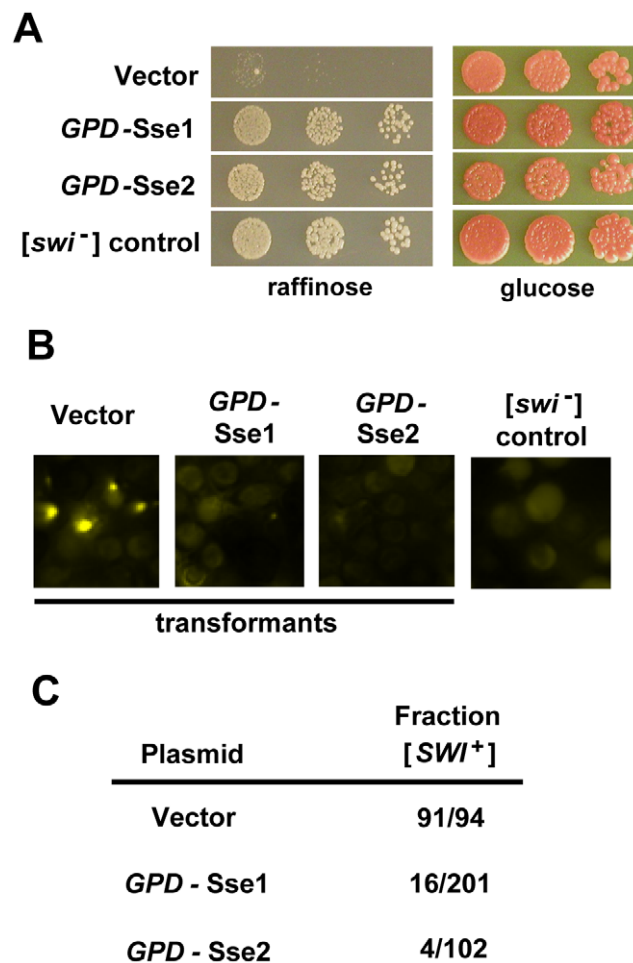 A
Vector
GPD-Sse1
GPD-Sse2
[swi⁻] control
raffinose
glucose
B
Vector
GPD-
Sse1
GPD-
Sse2
[swi⁻]
control
transformants
C
Plasmid
Fraction
[SWI⁺]
Vector
91/94
GPD - Sse1
16/201
GPD - Sse2
4/102